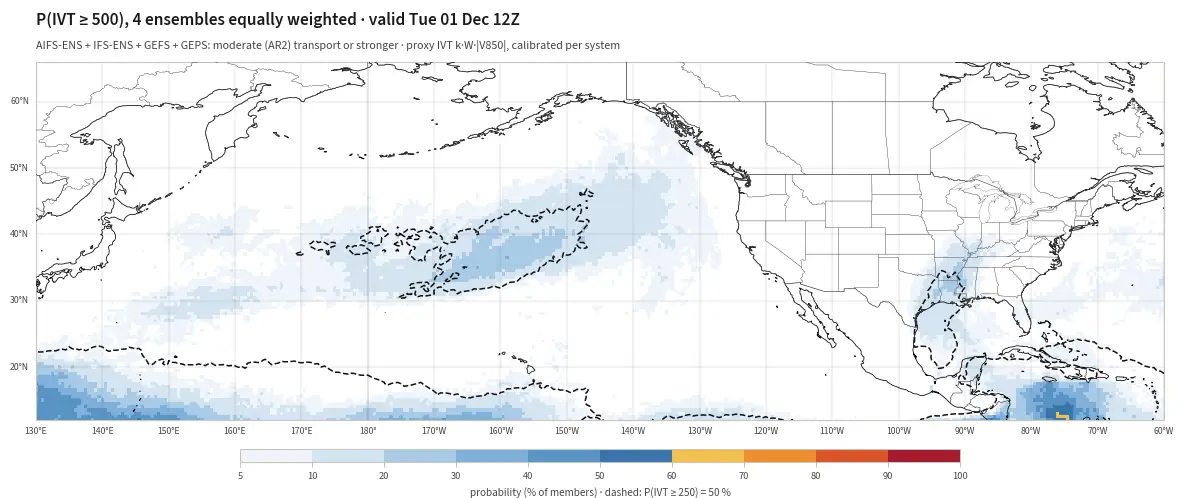 P(IVT ≥ 500), 4 ensembles equally weighted · valid Tue 01 Dec 12Z
AIFS-ENS + IFS-ENS + GEFS + GEPS: moderate (AR2) transport or stronger · proxy IVT k·W·|V850|, calibrated per system
60°N
50°N
40°N
30°N
20°N
130°E 140°E 150°E 160°E 170°E 180° 170°W 160°W 150°W 140°W 130°W 120°W 110°W 100°W 90°W 80°W 70°W 60°W
5 10 20 30 40 50 60 70 80 90 100
probability (% of members) · dashed: P(IVT ≥ 250) = 50 %